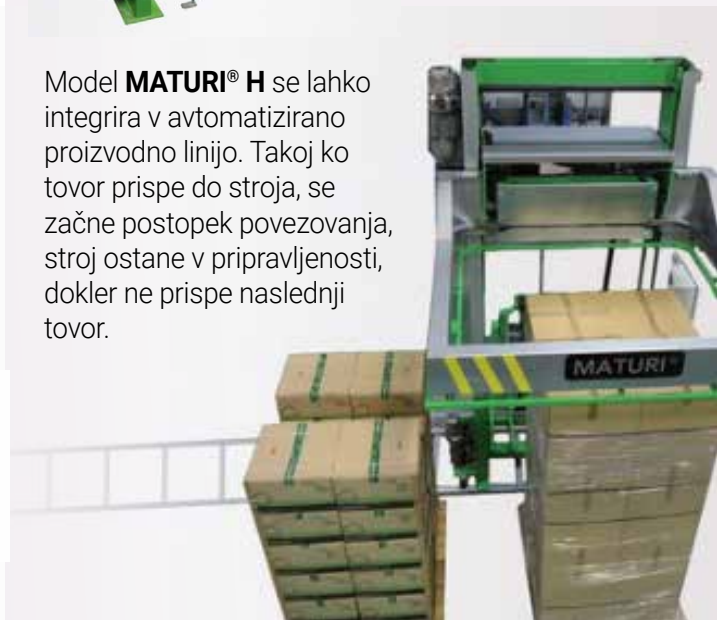 Model MATURI® H se lahko
integrira v avtomatizirano
proizvodno linijo. Takoj ko
tovor prispe do stroja, se
začne postopek povezovanja,
stroj ostane v pripravljenosti,
dokler ne prispe naslednji
tovor.
MATURI®